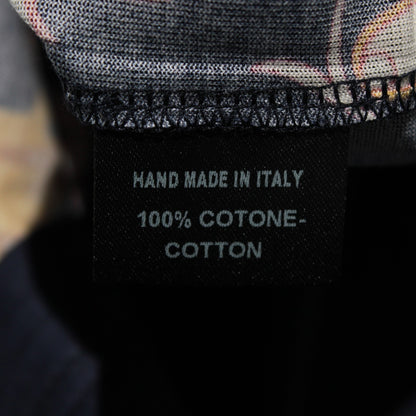 HAND MADE IN ITALY
100% COTONE-
COTTON